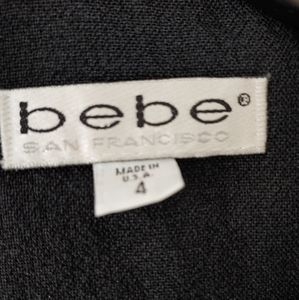 bebe®
SAN FRANCISCO
MADE IN
U.S.A.
4